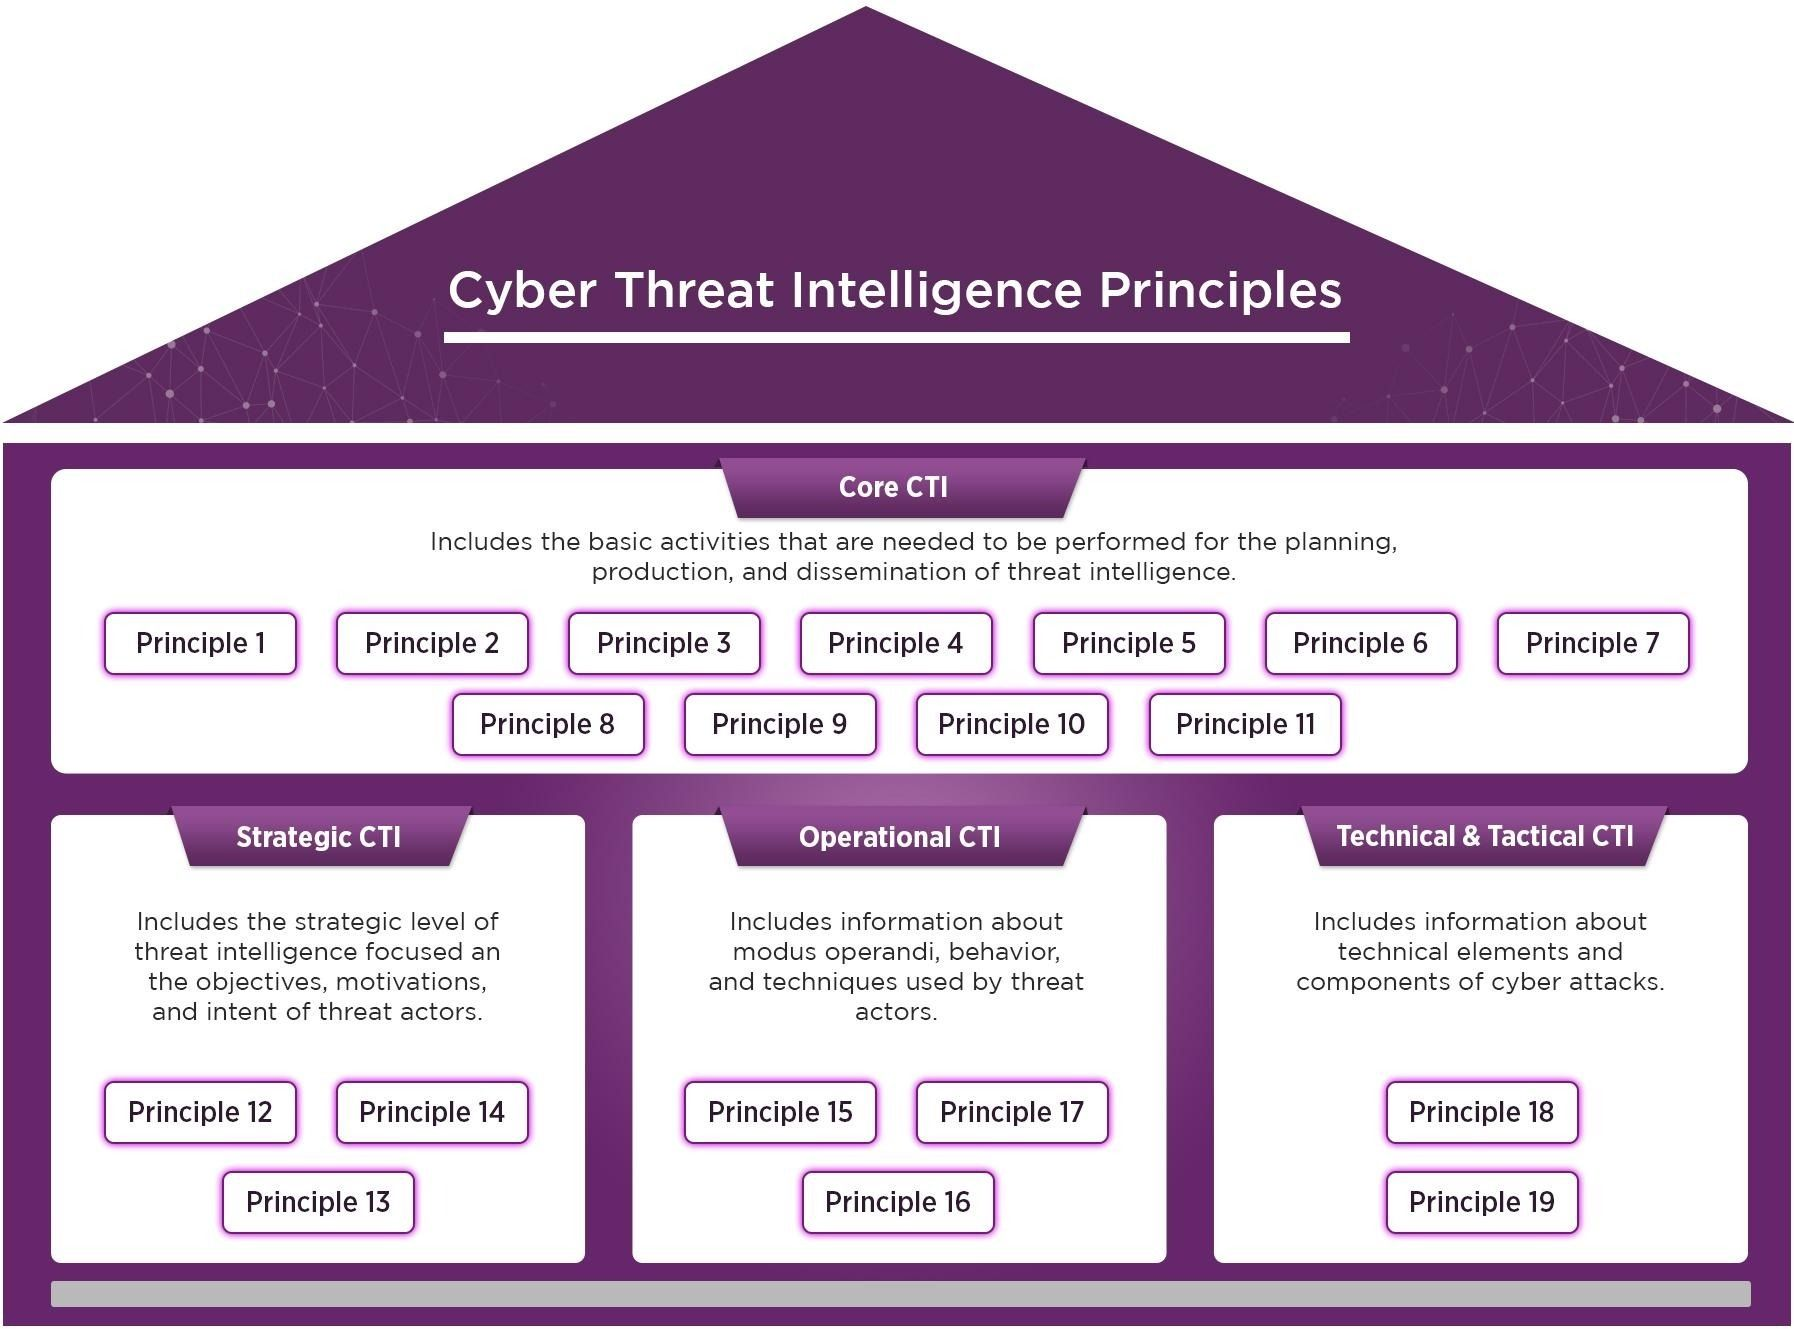 Cyber Threat Intelligence Principles
Core CTI
Includes the basic activities that are needed to be performed for the planning,
production, and dissemination of threat intelligence.
Principle 1
Principle 2
Principle 3
Principle 4
Principle 5
Principle 6
Principle 7
Principle 8
Principle 9
Principle 10
Principle 11
Strategic CTI
Includes the strategic level of
threat intelligence focused an
the objectives, motivations,
and intent of threat actors.
Principle 12
Principle 14
Principle 13
Operational CTI
Includes information about
modus operandi, behavior,
and techniques used by threat
actors.
Principle 15
Principle 17
Principle 16
Technical & Tactical CTI
Includes information about
technical elements and
components of cyber attacks.
Principle 18
Principle 19